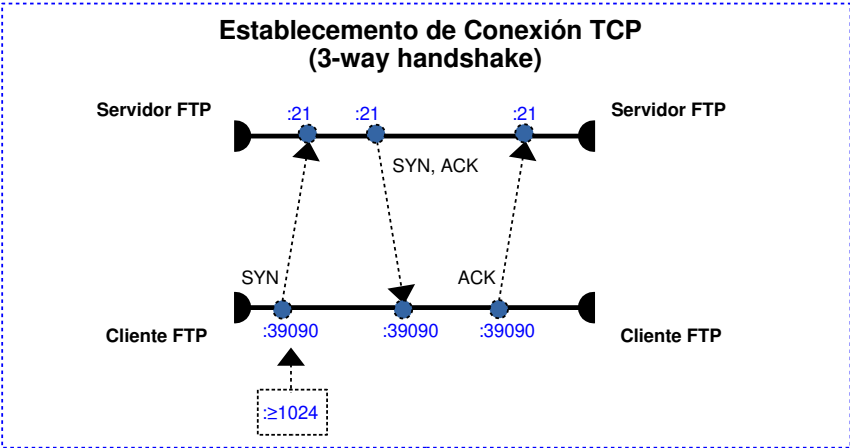 Establecemento de Conexión TCP
(3-way handshake)
Servidor FTP
:21
:21
:21
Servidor FTP
SYN, ACK
SYN
ACK
Cliente FTP
:39090
:39090
:39090
Cliente FTP
:≥1024